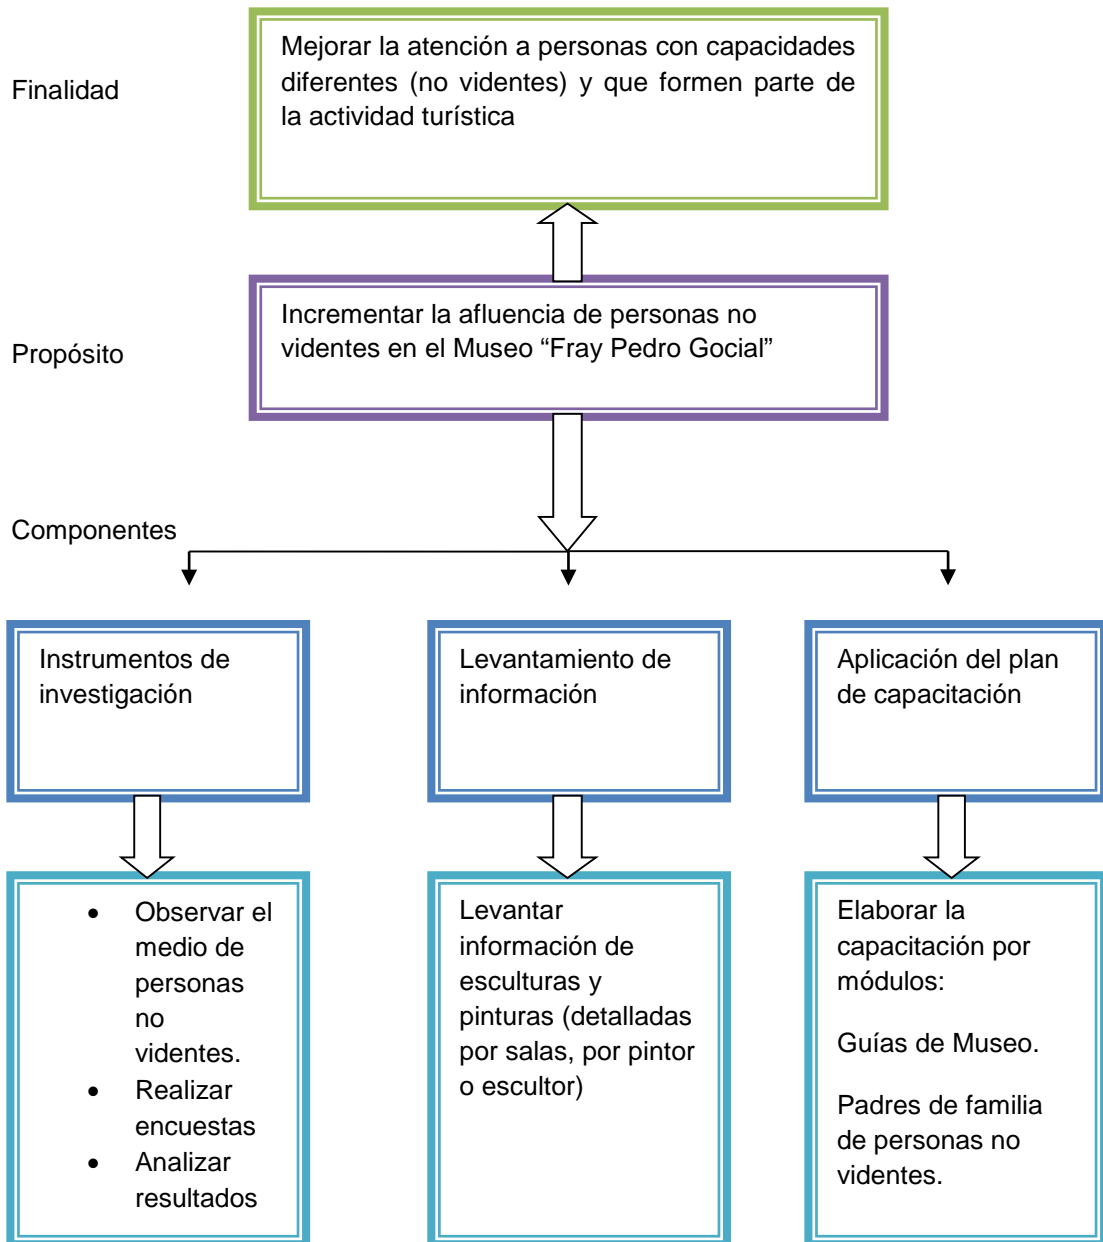 Finalidad
Mejorar la atención a personas con capacidades
diferentes (no videntes) y que formen parte de
la actividad turística
Propósito
Incrementar la afluencia de personas no
videntes en el Museo “Fray Pedro Gocial”
Componentes
Instrumentos de
investigación
Levantamiento de
información
Aplicación del plan
de capacitación
• Observar el
medio de
personas
no
videntes.
• Realizar
encuestas
• Analizar
resultados
Levantar
información de
esculturas y
pinturas (detalladas
por salas, por pintor
o escultor)
Elaborar la
capacitación por
módulos:
Guías de Museo.
Padres de familia
de personas no
videntes.